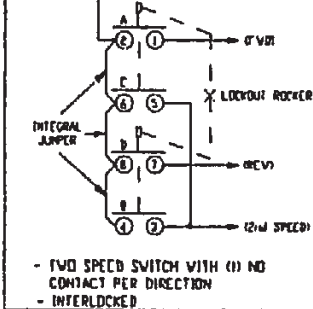 A
2 1 (FWD)
C
6 5
LOCKOUT ROCKER
INTEGRAL
JUMPER
D
8 7 (REV)
B
4 3 (2nd SPEED)
- TWO SPEED SWITCH WITH (1) NO
CONTACT PER DIRECTION
- INTERLOCKED